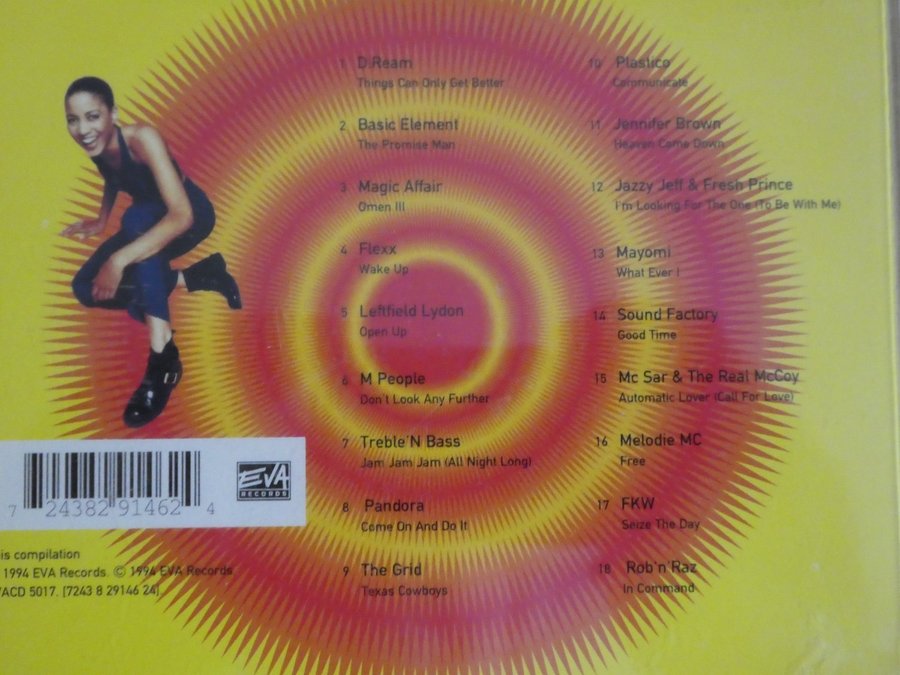 1 D.Ream
Things Can Only Get Better
2 Basic Element
The Promise Man
3 Magic Affair
Omen III
4 Flexx
Wake Up
5 Leftfield Lydon
Open Up
6 M People
Don't Look Any Further
7 Treble'N Bass
Jam Jam Jam (All Night Long)
8 Pandora
Come On And Do It
9 The Grid
Texas Cowboys
10 Plastico
Communicate
11 Jennifer Brown
Heaven Come Down
12 Jazzy Jeff & Fresh Prince
I'm Looking For The One (To Be With Me)
13 Mayomi
What Ever I
14 Sound Factory
Good Time
15 Mc Sar & The Real McCoy
Automatic Lover (Call For Love)
16 Melodie MC
Free
17 FKW
Seize The Day
18 Rob'n'Raz
In Command
EVA
RECORDS
7 24382 91462 4
is compilation
1994 EVA Records. © 1994 EVA Records
VACD 5017. (7243 8 29146 24)